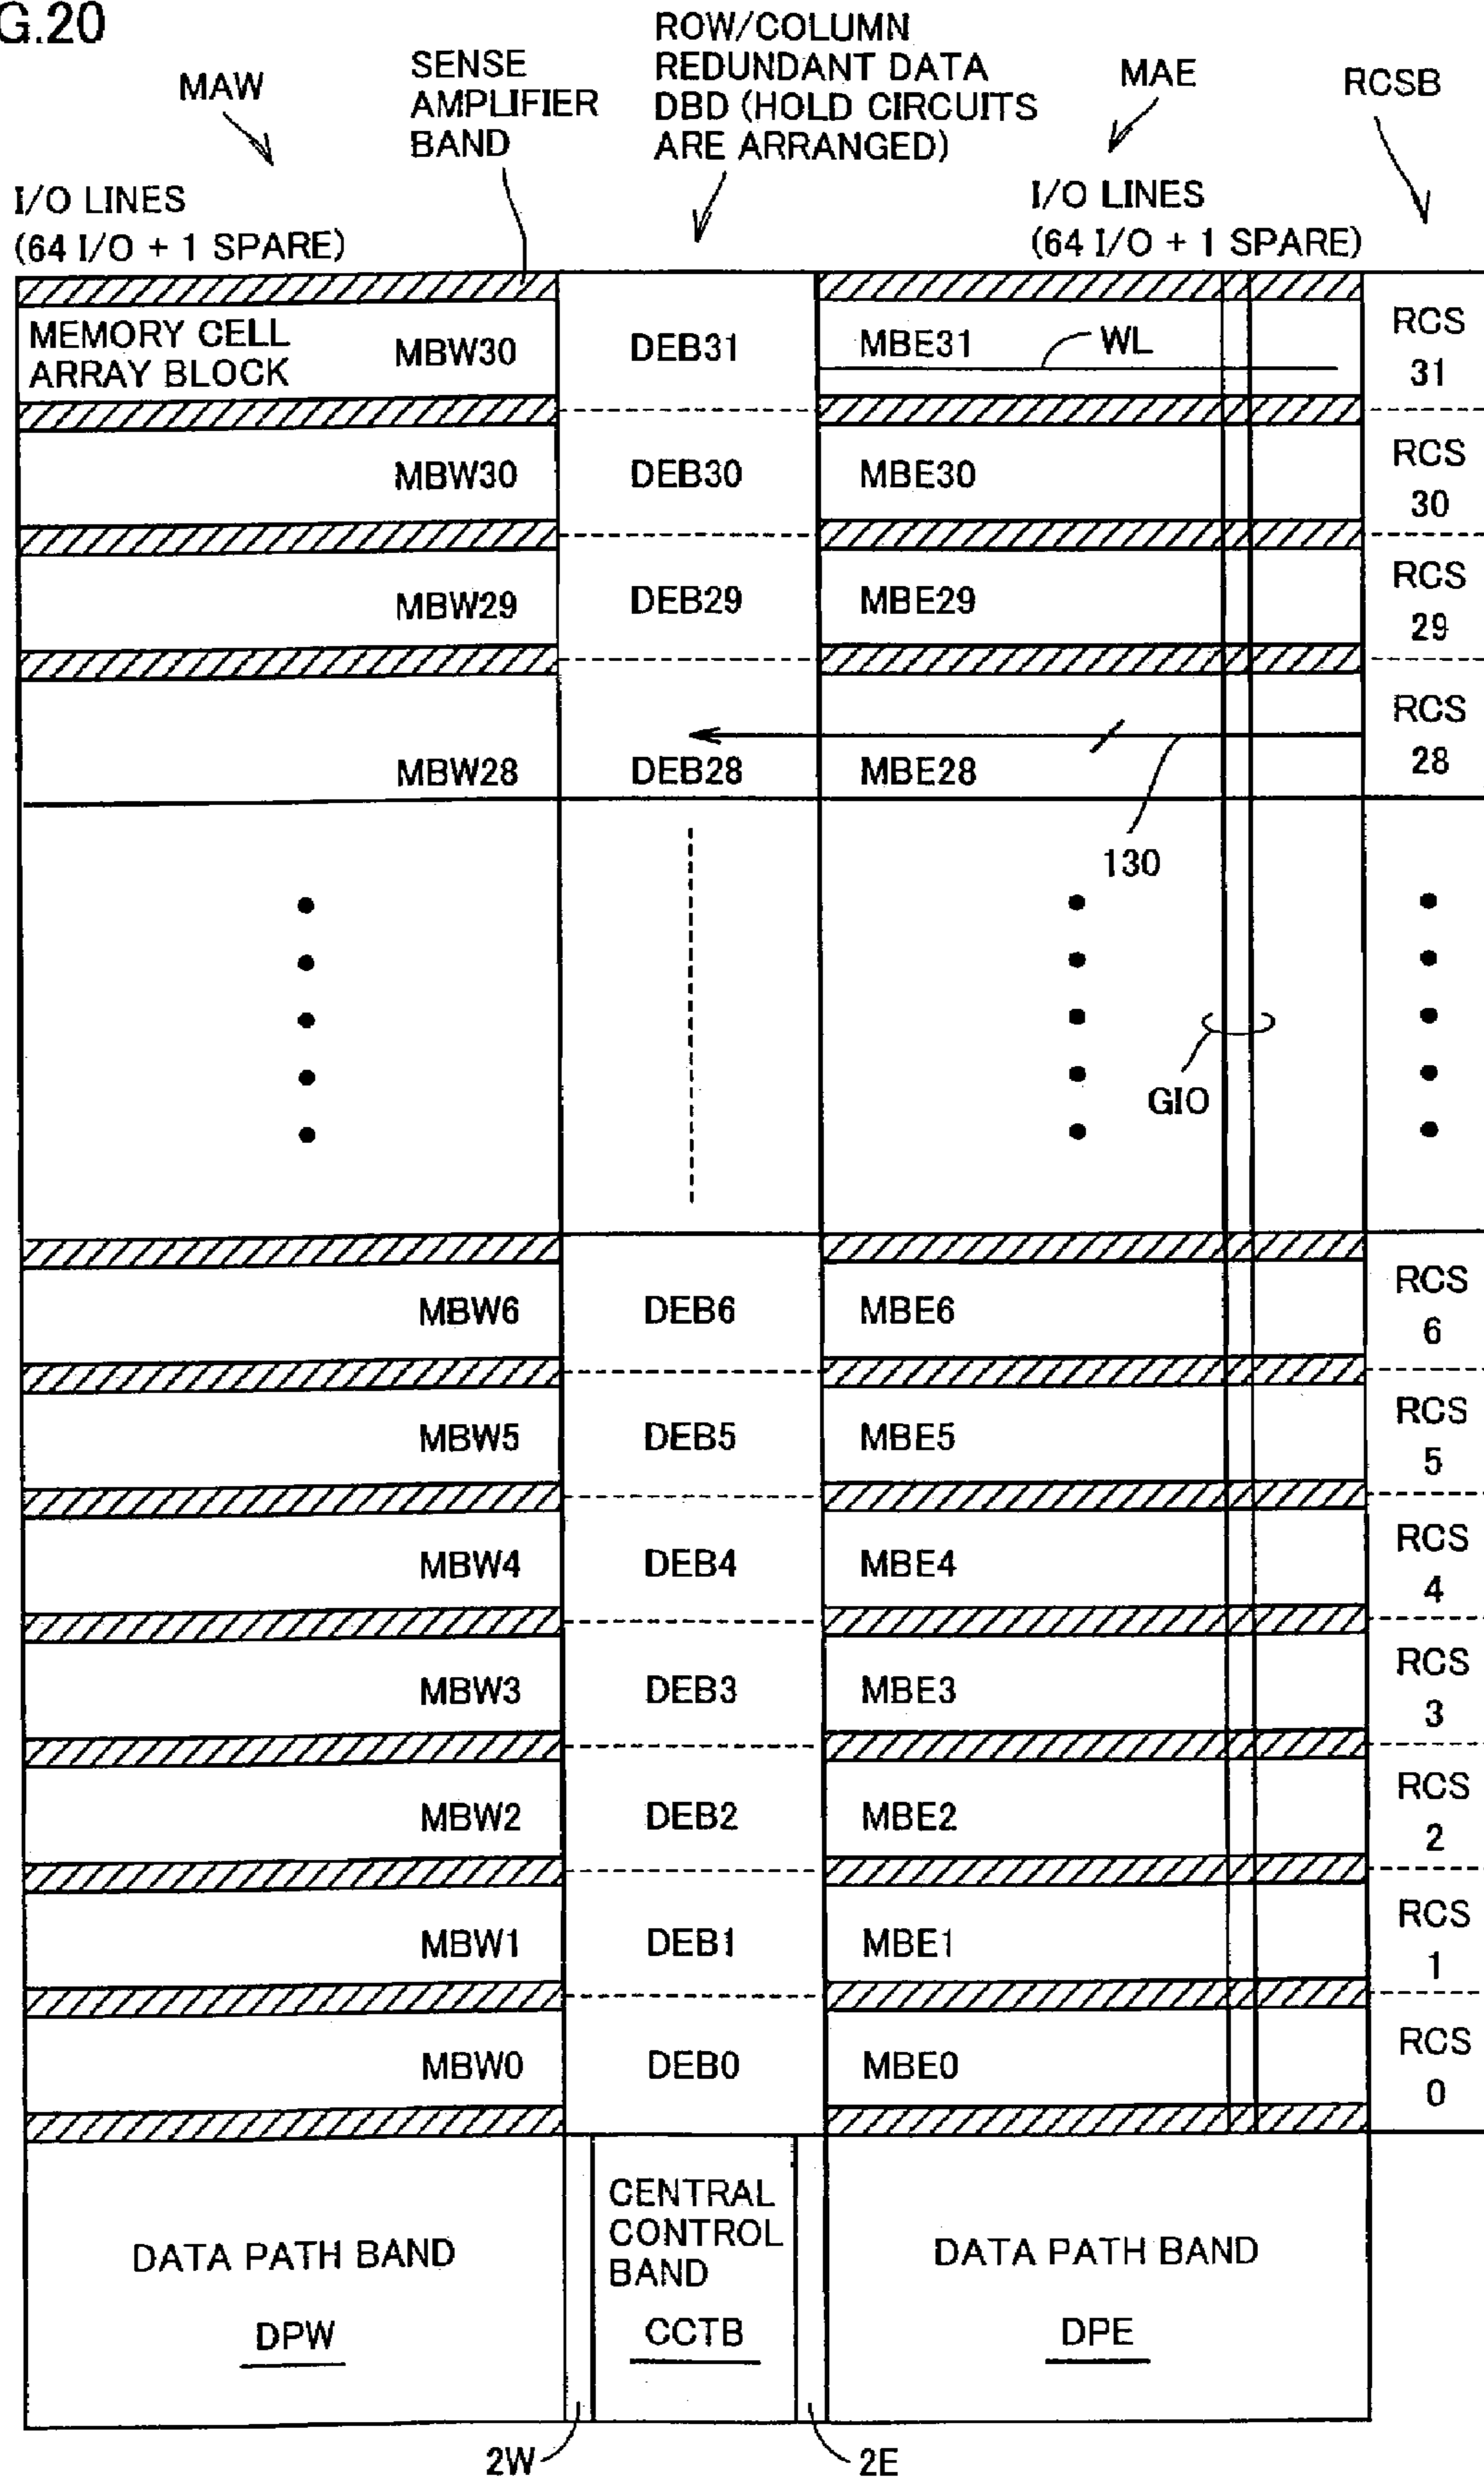 G.20
MAW
SENSE
AMPLIFIER
BAND
ROW/COLUMN
REDUNDANT DATA
DBD (HOLD CIRCUITS
ARE ARRANGED)
MAE
RCSB
I/O LINES
(64 I/O + 1 SPARE)
I/O LINES
(64 I/O + 1 SPARE)
MEMORY CELL
ARRAY BLOCK
MBW30
DEB31
MBE31
WL
RCS
31
MBW30
DEB30
MBE30
RCS
30
MBW29
DEB29
MBE29
RCS
29
MBW28
DEB28
MBE28
RCS
28
130
GIO
MBW6
DEB6
MBE6
RCS
6
MBW5
DEB5
MBE5
RCS
5
MBW4
DEB4
MBE4
RCS
4
MBW3
DEB3
MBE3
RCS
3
MBW2
DEB2
MBE2
RCS
2
MBW1
DEB1
MBE1
RCS
1
MBW0
DEB0
MBE0
RCS
0
DATA PATH BAND
DPW
CENTRAL
CONTROL
BAND
CCTB
DATA PATH BAND
DPE
2W
2E